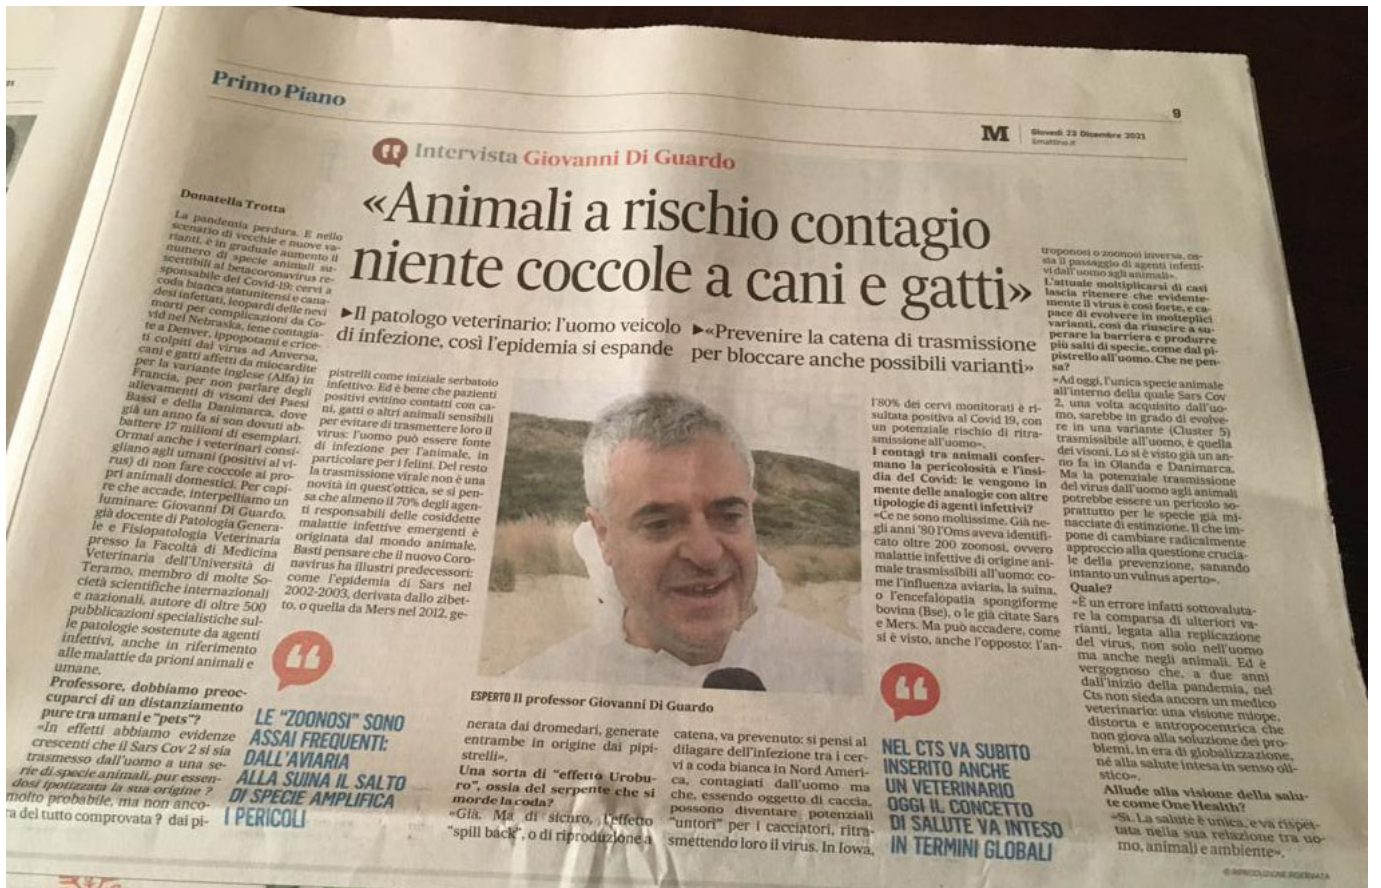 Primo Piano
9
M
Giovedì 23 Dicembre 2021
ilmattino.it
Intervista Giovanni Di Guardo
«Animali a rischio contagio
niente coccole a cani e gatti»
►Il patologo veterinario: l'uomo veicolo
di infezione, così l'epidemia si espande
►«Prevenire la catena di trasmissione
per bloccare anche possibili varianti»
Donatella Trotta
La pandemia perdura. E nello
scenario di vecchie e nuove va-
rianti, è in graduale aumento il
numero di specie animali su-
scettibili al betacoronavirus re-
sponsabile del Covid-19: cervi a
coda bianca statunitensi e cana-
desi infettati, leopardi delle nevi
morti per complicazioni da Co-
vid nel Nebraska, iene contagia-
te a Denver, ippopotami e crice-
ti colpiti dal virus ad Anversa,
cani e gatti affetti da miocardite
per la variante inglese (Alfa) in
Francia, per non parlare degli
allevamenti di visoni dei Paesi
Bassi e della Danimarca, dove
già un anno fa si son dovuti ab-
battere 17 milioni di esemplari.
Ormai anche i veterinari consi-
gliano agli umani (positivi al vi-
rus) di non fare coccole ai pro-
pri animali domestici. Per capi-
re che accade, interpelliamo un
luminare: Giovanni Di Guardo,
già docente di Patologia Genera-
le e Fisiopatologia Veterinaria
presso la Facoltà di Medicina
Veterinaria dell'Università di
Teramo, membro di molte So-
cietà scientifiche internazionali
e nazionali, autore di oltre 500
pubblicazioni specialistiche sul-
le patologie sostenute da agenti
infettivi, anche in riferimento
alle malattie da prioni animali e
umane.
Professore, dobbiamo preoc-
cuparci di un distanziamento
pure tra umani e "pets"?
«In effetti abbiamo evidenze
crescenti che il Sars Cov 2 si sia
trasmesso dall'uomo a una se-
rie di specie animali, pur essen-
dosi ipotizzata la sua origine ?
molto probabile, ma non anco-
ra del tutto comprovata ? dai pi-
pistrelli come iniziale serbatoio
infettivo. Ed è bene che pazienti
positivi evitino contatti con ca-
ni, gatti o altri animali sensibili
per evitare di trasmettere loro il
virus: l'uomo può essere fonte
di infezione per l'animale, in
particolare per i felini. Del resto
la trasmissione virale non è una
novità in quest'ottica, se si pen-
sa che almeno il 70% degli agen-
ti responsabili delle cosiddette
malattie infettive emergenti è
originata dal mondo animale.
Basti pensare che il nuovo Coro-
navirus ha illustri predecessori:
come l'epidemia di Sars nel
2002-2003, derivata dallo zibet-
to, o quella da Mers nel 2012, ge-
LE "ZOONOSI" SONO
ASSAI FREQUENTI:
DALL'AVIARIA
ALLA SUINA IL SALTO
DI SPECIE AMPLIFICA
I PERICOLI
ESPERTO Il professor Giovanni Di Guardo
nerata dai dromedari, generate
entrambe in origine dai pipi-
strelli».
Una sorta di "effetto Urobu-
ro", ossia del serpente che si
morde la coda?
«Già. Ma di sicuro, l'effetto
"spill back", o di riproduzione a
catena, va prevenuto: si pensi al
dilagare dell'infezione tra i cer-
vi a coda bianca in Nord Ameri-
ca, contagiati dall'uomo ma
che, essendo oggetto di caccia,
possono diventare potenziali
"untori" per i cacciatori, ritra-
smettendo loro il virus. In Iowa,
l'80% dei cervi monitorati è ri-
sultata positiva al Covid 19, con
un potenziale rischio di ritra-
smissione all'uomo».
I contagi tra animali confer-
mano la pericolosità e l'insi-
dia del Covid: le vengono in
mente delle analogie con altre
tipologie di agenti infettivi?
«Ce ne sono moltissime. Già ne-
gli anni '80 l'Oms aveva identifi-
cato oltre 200 zoonosi, ovvero
malattie infettive di origine ani-
male trasmissibili all'uomo: co-
me l'influenza aviaria, la suina,
o l'encefalopatia spongiforme
bovina (Bse), o le già citate Sars
e Mers. Ma può accadere, come
si è visto, anche l'opposto: l'an-
NEL CTS VA SUBITO
INSERITO ANCHE
UN VETERINARIO
OGGI IL CONCETTO
DI SALUTE VA INTESO
IN TERMINI GLOBALI
troponosi o zoonosi inversa, os-
sia il passaggio di agenti infetti-
vi dall'uomo agli animali».
L'attuale moltiplicarsi di casi
lascia ritenere che evidente-
mente il virus è così forte, e ca-
pace di evolvere in molteplici
varianti, così da riuscire a su-
perare la barriera e produrre
più salti di specie, come dal pi-
pistrello all'uomo. Che ne pen-
sa?
«Ad oggi, l'unica specie animale
all'interno della quale Sars Cov
2, una volta acquisito dall'uo-
mo, sarebbe in grado di evolve-
re in una variante (Cluster 5)
trasmissibile all'uomo, è quella
dei visoni. Lo si è visto già un an-
no fa in Olanda e Danimarca.
Ma la potenziale trasmissione
del virus dall'uomo agli animali
potrebbe essere un pericolo so-
prattutto per le specie già mi-
nacciate di estinzione. Il che im-
pone di cambiare radicalmente
approccio alla questione crucia-
le della prevenzione, sanando
intanto un vulnus aperto».
Quale?
«È un errore infatti sottovaluta-
re la comparsa di ulteriori va-
rianti, legata alla replicazione
del virus, non solo nell'uomo
ma anche negli animali. Ed è
vergognoso che, a due anni
dall'inizio della pandemia, nel
Cts non sieda ancora un medico
veterinario: una visione miope,
distorta e antropocentrica che
non giova alla soluzione dei pro-
blemi, in era di globalizzazione,
né alla salute intesa in senso oli-
stico».
Allude alla visione della salu-
te come One Health?
«Sì. La salute è unica, e va rispet-
tata nella sua relazione tra uo-
mo, animali e ambiente».
© RIPRODUZIONE RISERVATA